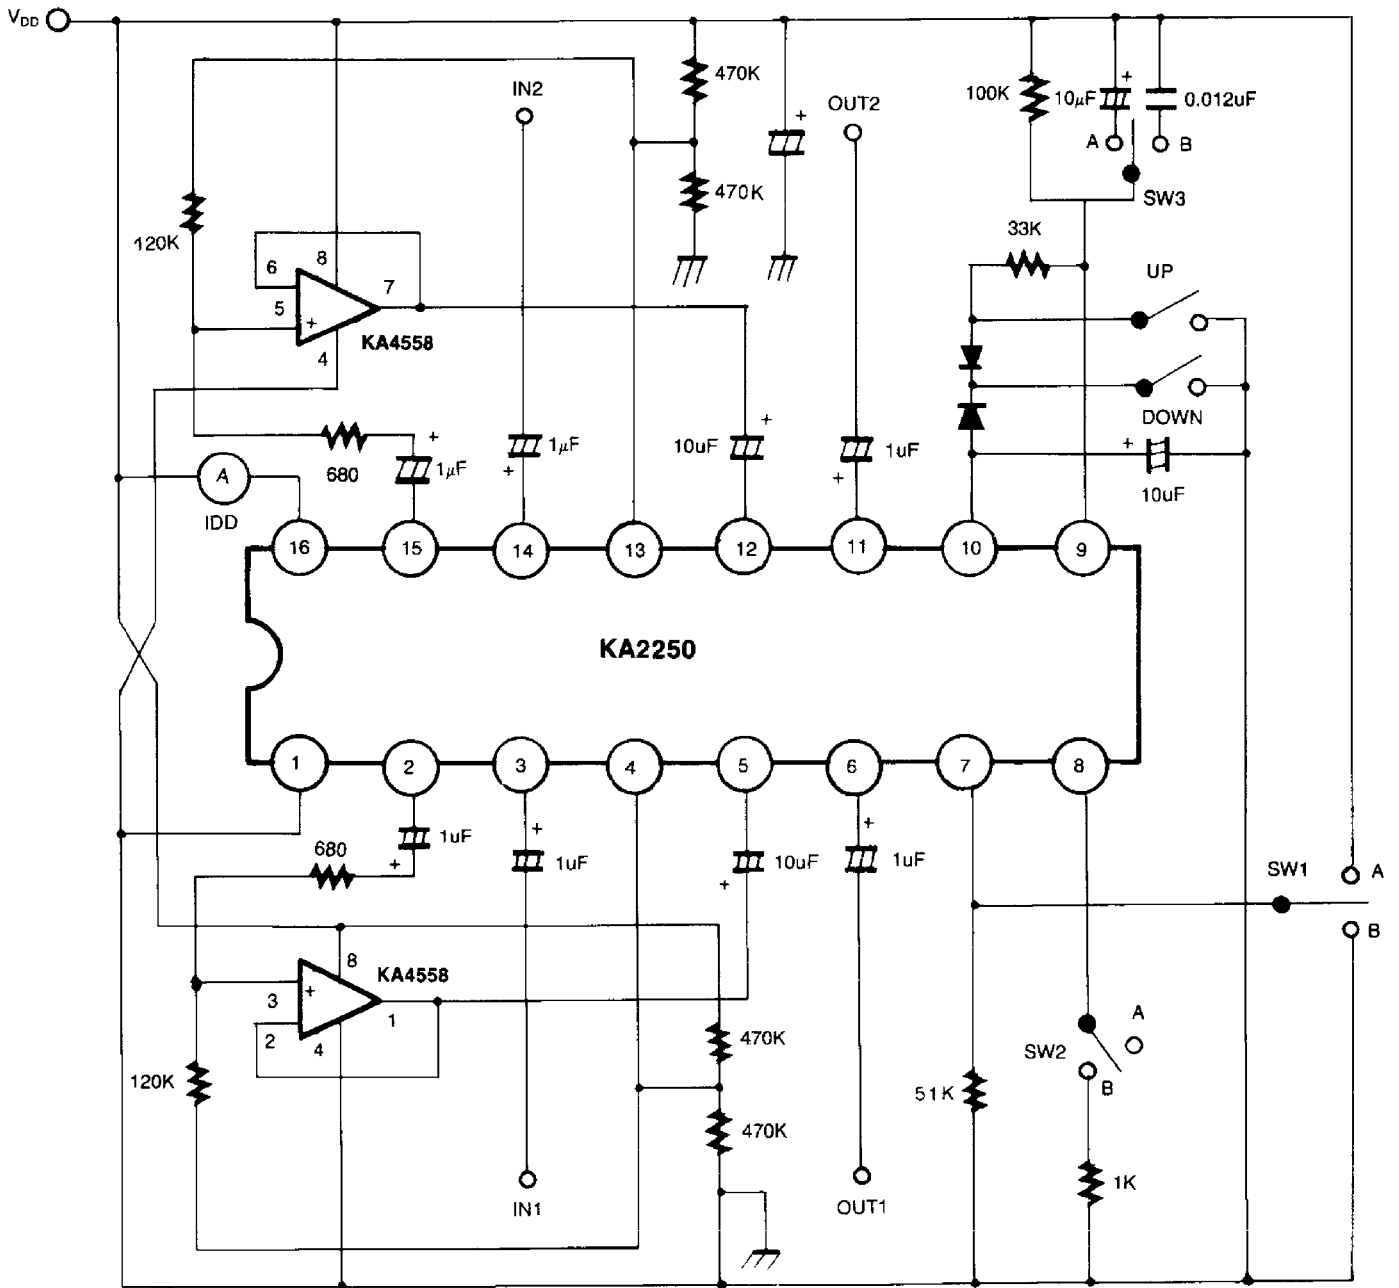 VDD
470K
IN2
OUT2
100K
10µF
+
0.012uF
A
B
+
SW3
470K
120K
33K
UP
6
8
7
5
+
4
KA4558
DOWN
+
680
1µF
+
1µF
10uF
+
1uF
+
+
10uF
A
IDD
16
15
14
13
12
11
10
9
KA2250
1
2
3
4
5
6
7
8
680
1uF
+
+
1uF
10uF
+
+
1uF
SW1
A
B
8
KA4558
3
+
1
2
4
120K
470K
470K
51K
SW2
A
B
1K
IN1
OUT1